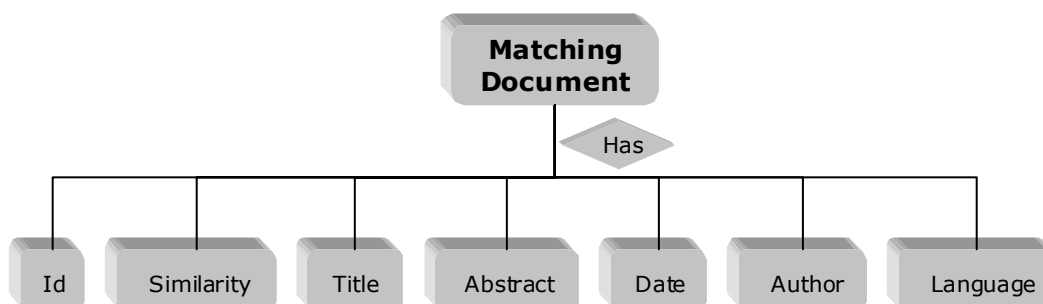 Matching
Document
Has
Id
Similarity
Title
Abstract
Date
Author
Language